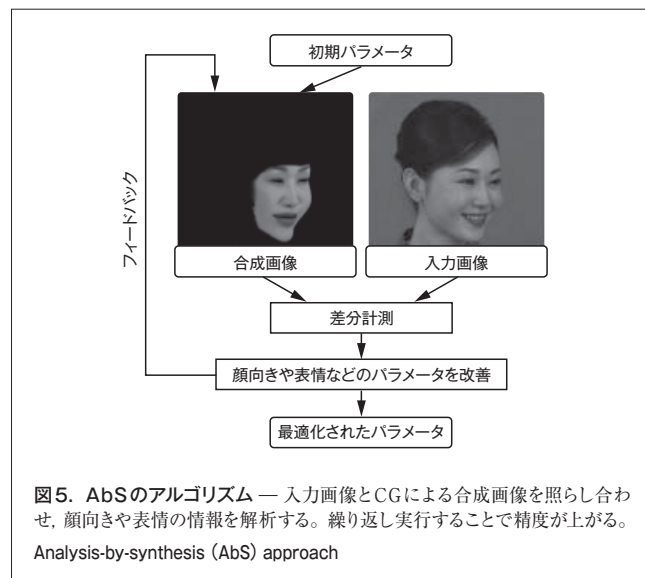 初期パラメータ
フィードバック
合成画像
入力画像
差分計測
顔向きや表情などのパラメータを改善
最適化されたパラメータ
図5. AbSのアルゴリズム — 入力画像とCGによる合成画像を照らし合わ
せ，顔向きや表情の情報を解析する。繰り返し実行することで精度が上がる。
Analysis-by-synthesis (AbS) approach